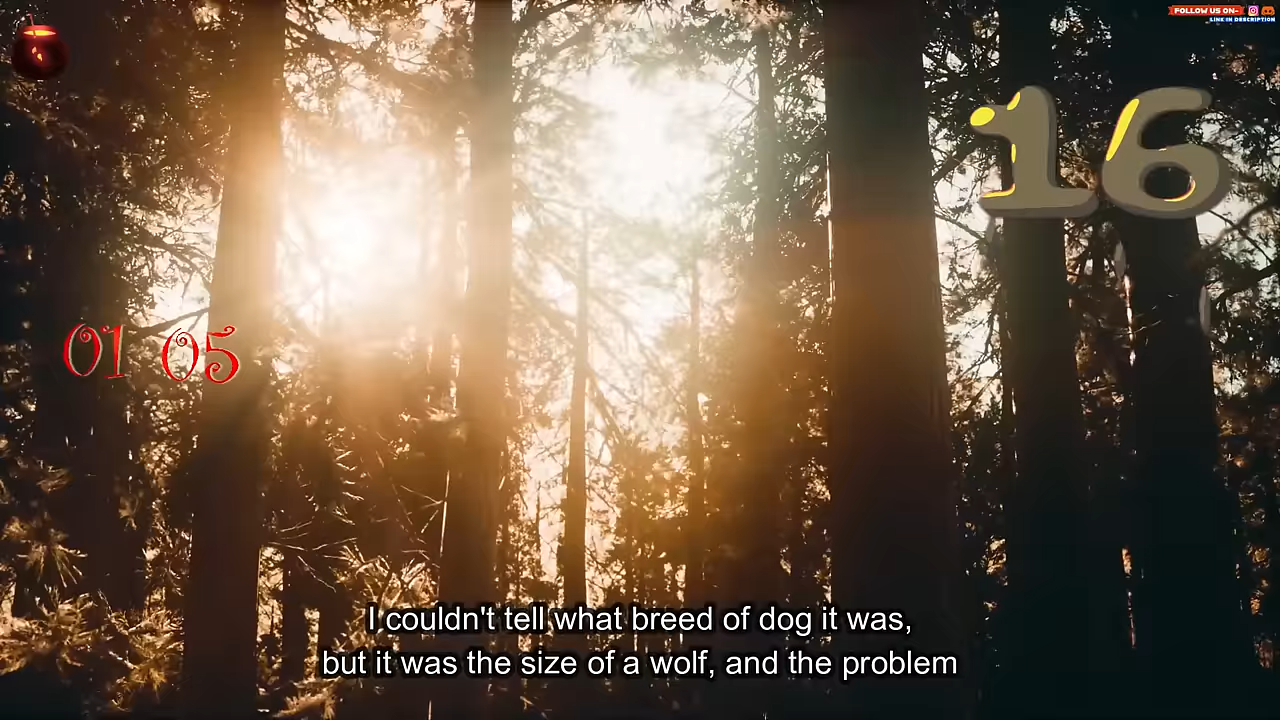 FOLLOW US ON-
LINK IN DESCRIPTION
16
01 05
I couldn't tell what breed of dog it was,
but it was the size of a wolf, and the problem